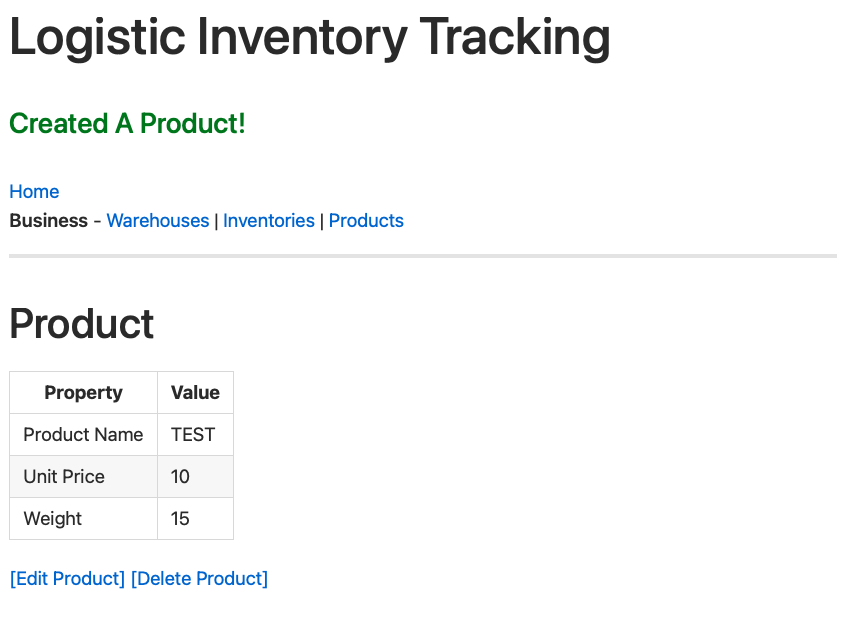 Logistic Inventory Tracking
Created A Product!
Home
Business - Warehouses | Inventories | Products
Product
Property Value
Product Name TEST
Unit Price 10
Weight 15
[Edit Product] [Delete Product]